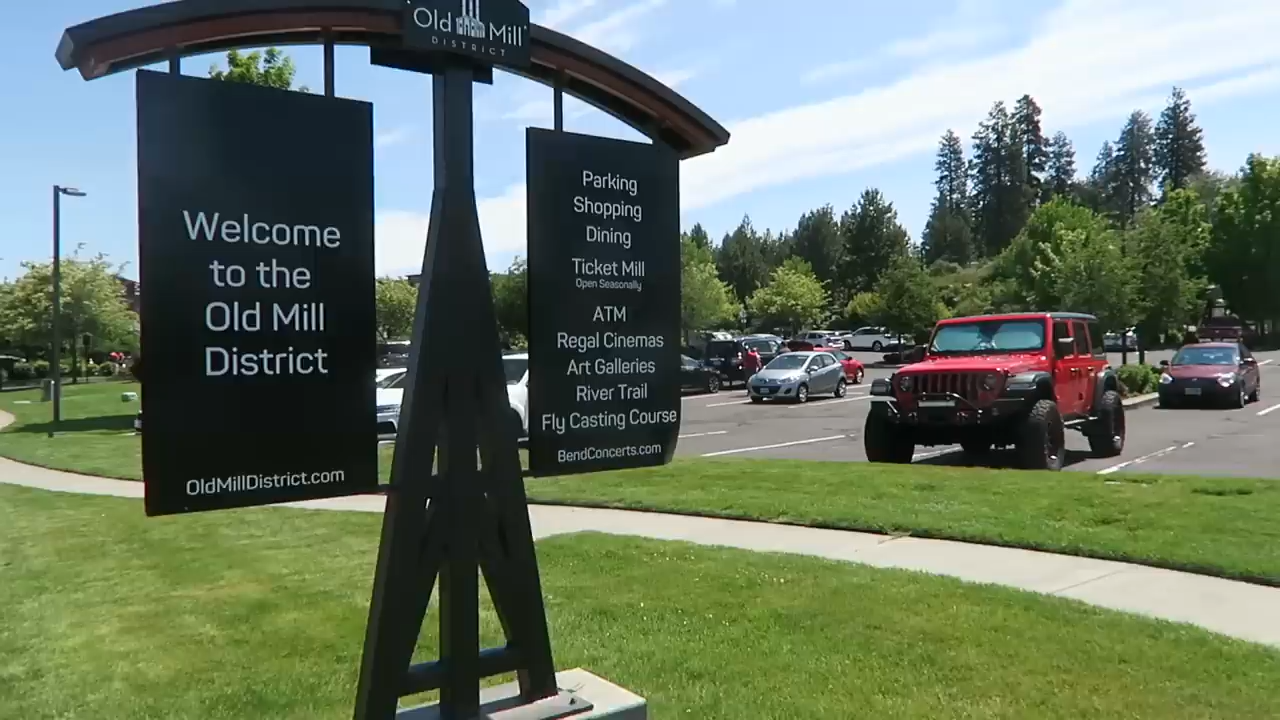 Old Mill
DISTRICT
Welcome
to the
Old Mill
District
OldMillDistrict.com
Parking
Shopping
Dining
Ticket Mill
Open Seasonally
ATM
Regal Cinemas
Art Galleries
River Trail
Fly Casting Course
BendConcerts.com